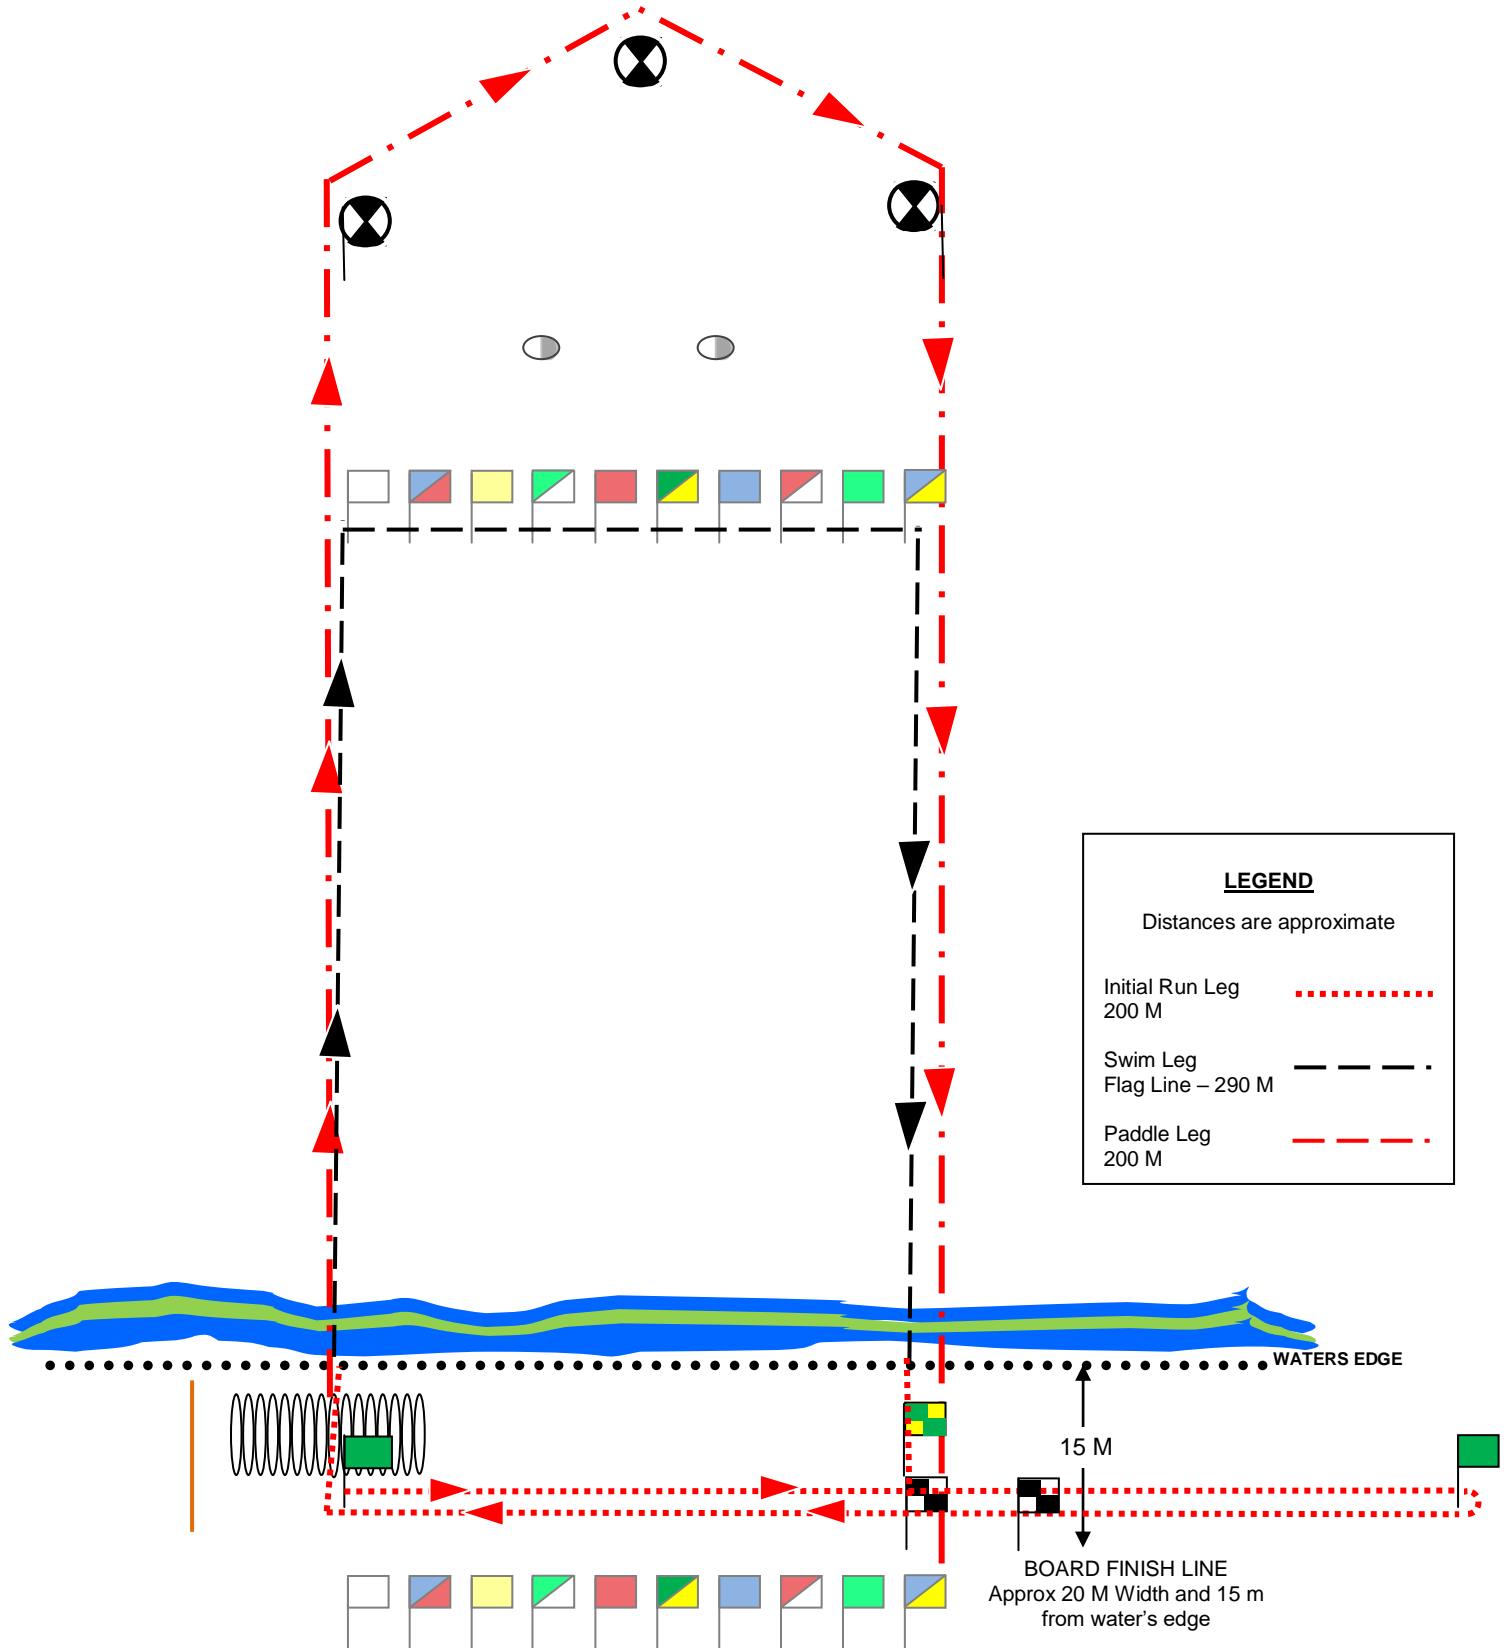 LEGEND
Distances are approximate
Initial Run Leg
200 M
Swim Leg
Flag Line – 290 M
Paddle Leg
200 M
WATERS EDGE
15 M
BOARD FINISH LINE
Approx 20 M Width and 15 m
from water's edge